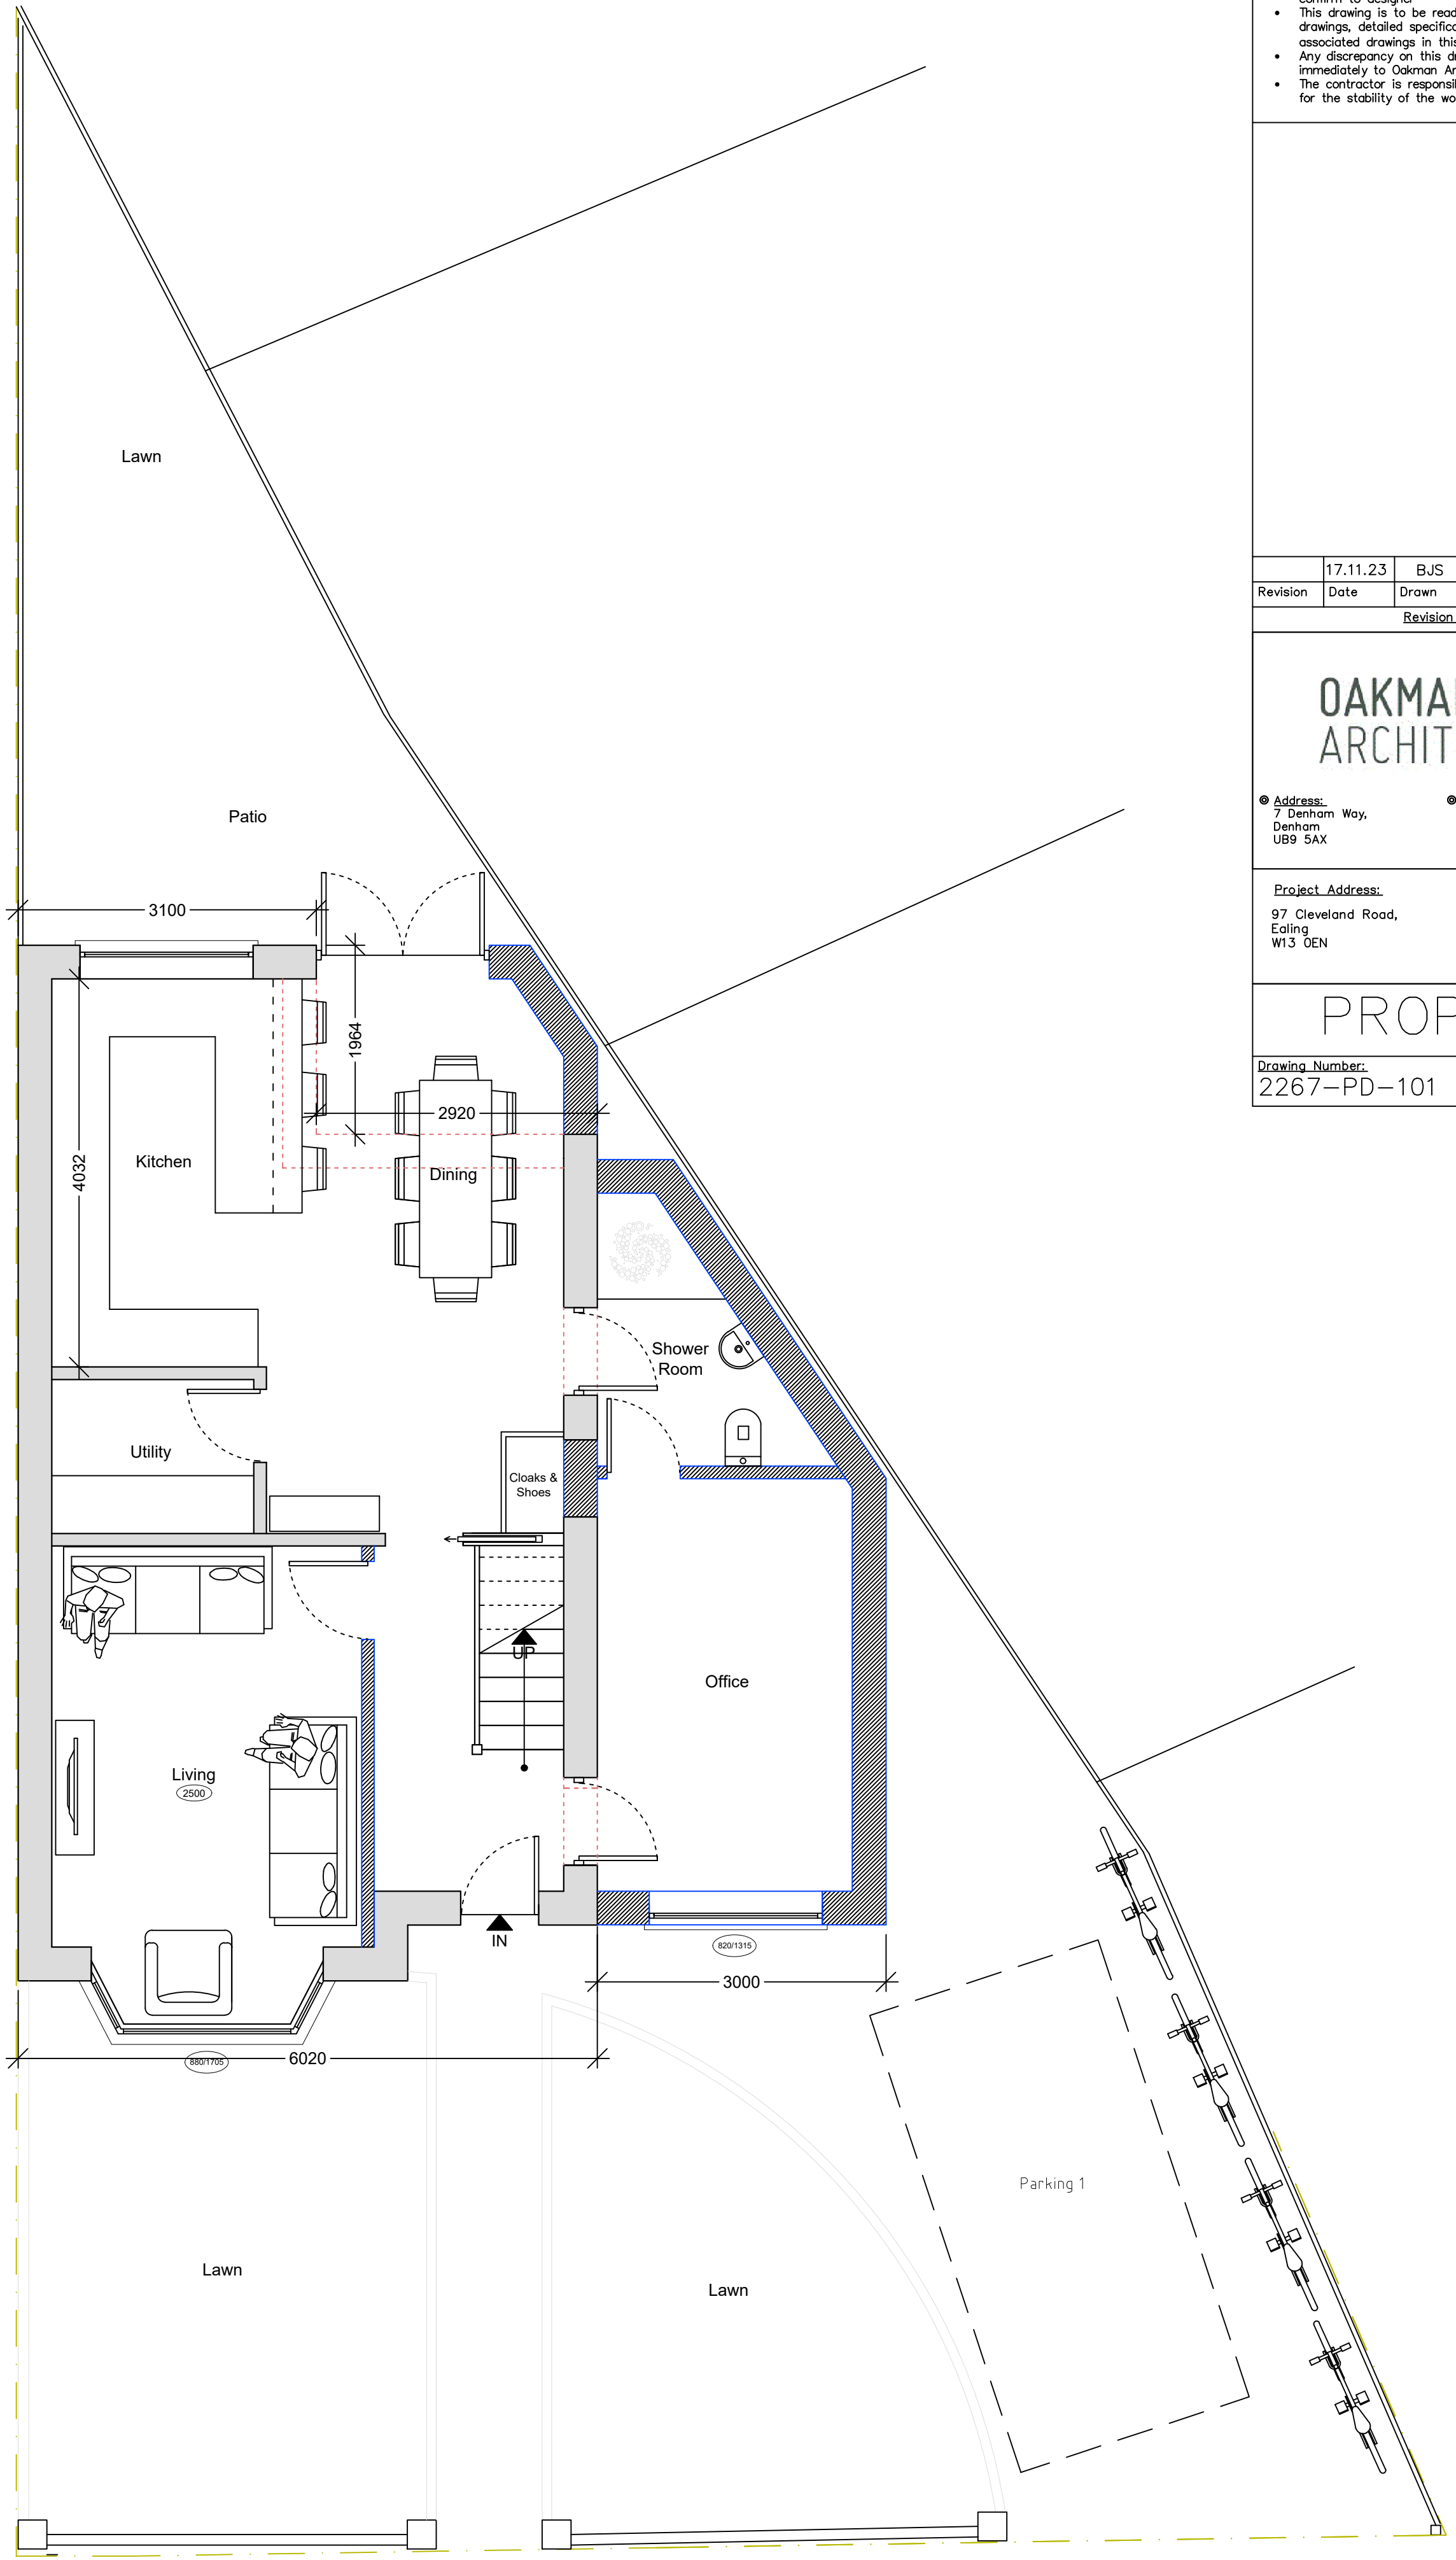 confirm to designer
• This drawing is to be read
drawings, detailed specifica
associated drawings in this
• Any discrepancy on this d
immediately to Oakman Ar
• The contractor is responsi
for the stability of the wo
17.11.23 BJS
Revision Date Drawn
Revision
OAKMA
ARCHIT
Address:
7 Denham Way,
Denham
UB9 5AX
Project Address:
97 Cleveland Road,
Ealing
W13 0EN
PROP
Drawing Number:
2267-PD-101
Lawn
Patio
3100
1964
2920
4032
Kitchen
Dining
Shower
Room
Utility
Cloaks &
Shoes
UP
Office
Living
2500
IN
820/1315
3000
880/1705
6020
Parking 1
Lawn
Lawn